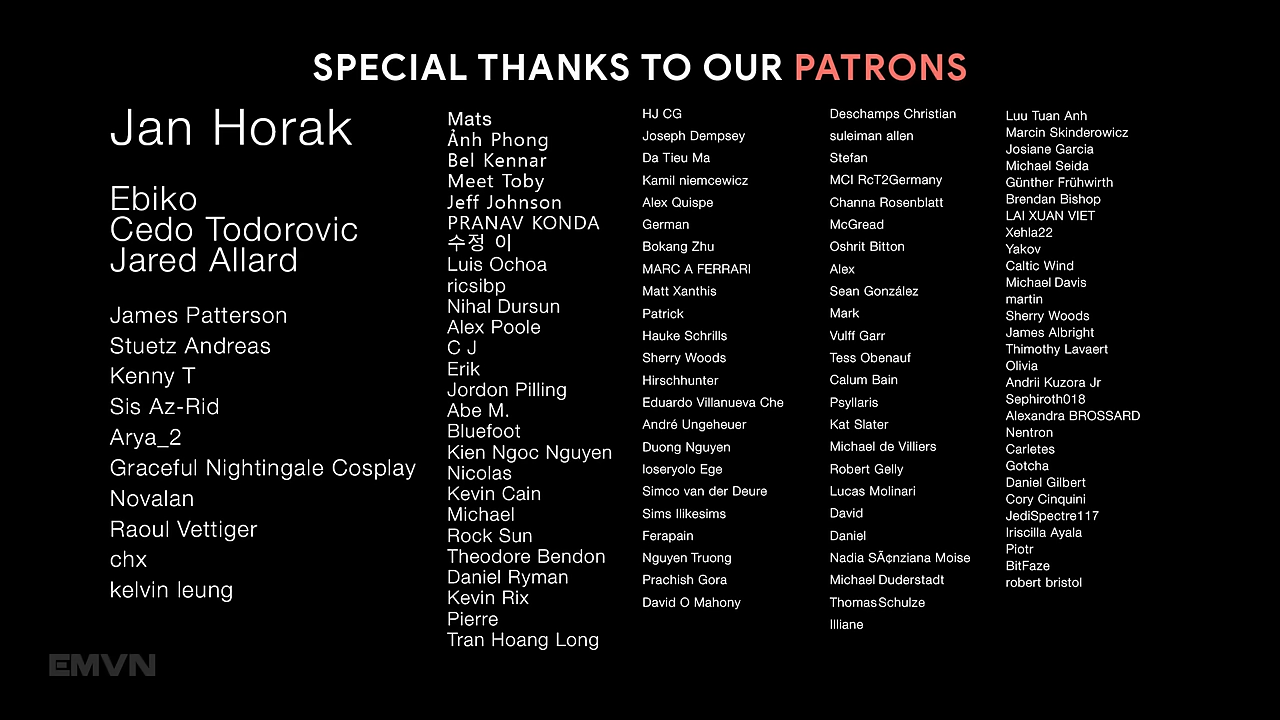 SPECIAL THANKS TO OUR PATRONS
Jan Horak
Ebiko
Cedo Todorovic
Jared Allard
James Patterson
Stuetz Andreas
Kenny T
Sis Az-Rid
Arya_2
Graceful Nightingale Cosplay
Novalan
Raoul Vettiger
chx
kelvin leung
Mats
Ảnh Phong
Bel Kennar
Meet Toby
Jeff Johnson
PRANAV KONDA
수정 이
Luis Ochoa
ricsibp
Nihal Dursun
Alex Poole
C J
Erik
Jordon Pilling
Abe M.
Bluefoot
Kien Ngoc Nguyen
Nicolas
Kevin Cain
Michael
Rock Sun
Theodore Bendon
Daniel Ryman
Kevin Rix
Pierre
Tran Hoang Long
HJ CG
Joseph Dempsey
Da Tieu Ma
Kamil niemcewicz
Alex Quispe
German
Bokang Zhu
MARC A FERRARI
Matt Xanthis
Patrick
Hauke Schrills
Sherry Woods
Hirschhunter
Eduardo Villanueva Che
André Ungeheuer
Duong Nguyen
loseryolo Ege
Simco van der Deure
Sims Ilikesims
Ferapain
Nguyen Truong
Prachish Gora
David O Mahony
Deschamps Christian
suleiman allen
Stefan
MCI RcT2Germany
Channa Rosenblatt
McGread
Oshrit Bitton
Alex
Sean González
Mark
Vulff Garr
Tess Obenauf
Calum Bain
Psyllaris
Kat Slater
Michael de Villiers
Robert Gelly
Lucas Molinari
David
Daniel
Nadia SÃ¢nziana Moise
Michael Duderstadt
Thomas Schulze
Illiane
Luu Tuan Anh
Marcin Skinderowicz
Josiane Garcia
Michael Seida
Günther Frühwirth
Brendan Bishop
LAI XUAN VIET
Xehla22
Yakov
Caltic Wind
Michael Davis
martin
Sherry Woods
James Albright
Thimothy Lavaert
Olivia
Andrii Kuzora Jr
Sephiroth018
Alexandra BROSSARD
Nentron
Carletes
Gotcha
Daniel Gilbert
Cory Cinquini
JediSpectre117
Iriscilla Ayala
Piotr
BitFaze
robert bristol
EMVN